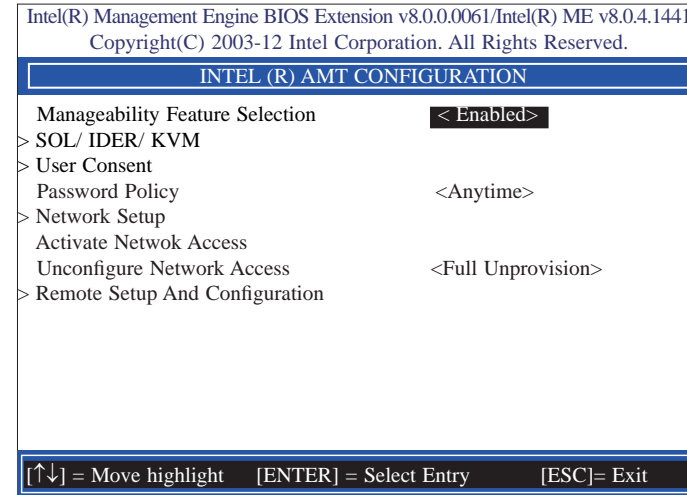 Intel(R) Management Engine BIOS Extension v8.0.0.0061/Intel(R) ME v8.0.4.1441
Copyright(C) 2003-12 Intel Corporation. All Rights Reserved.
INTEL (R) AMT CONFIGURATION
Manageability Feature Selection < Enabled>
> SOL/ IDER/ KVM
> User Consent
Password Policy <Anytime>
> Network Setup
Activate Netwok Access
Unconfigure Network Access <Full Unprovision>
> Remote Setup And Configuration
[↑↓] = Move highlight [ENTER] = Select Entry [ESC]= Exit